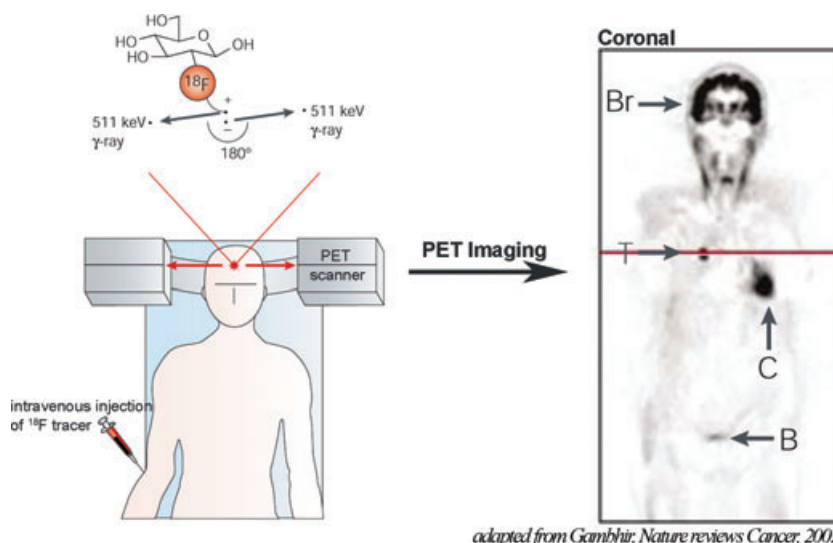 HO
HO
HO
O
OH
18F
+
–
511 keV
γ-ray
511 keV
γ-ray
180°
PET
scanner
intravenous injection
of 18F tracer
PET Imaging
Coronal
Br
T
C
B
adapted from Gambhir, Nature reviews Cancer,